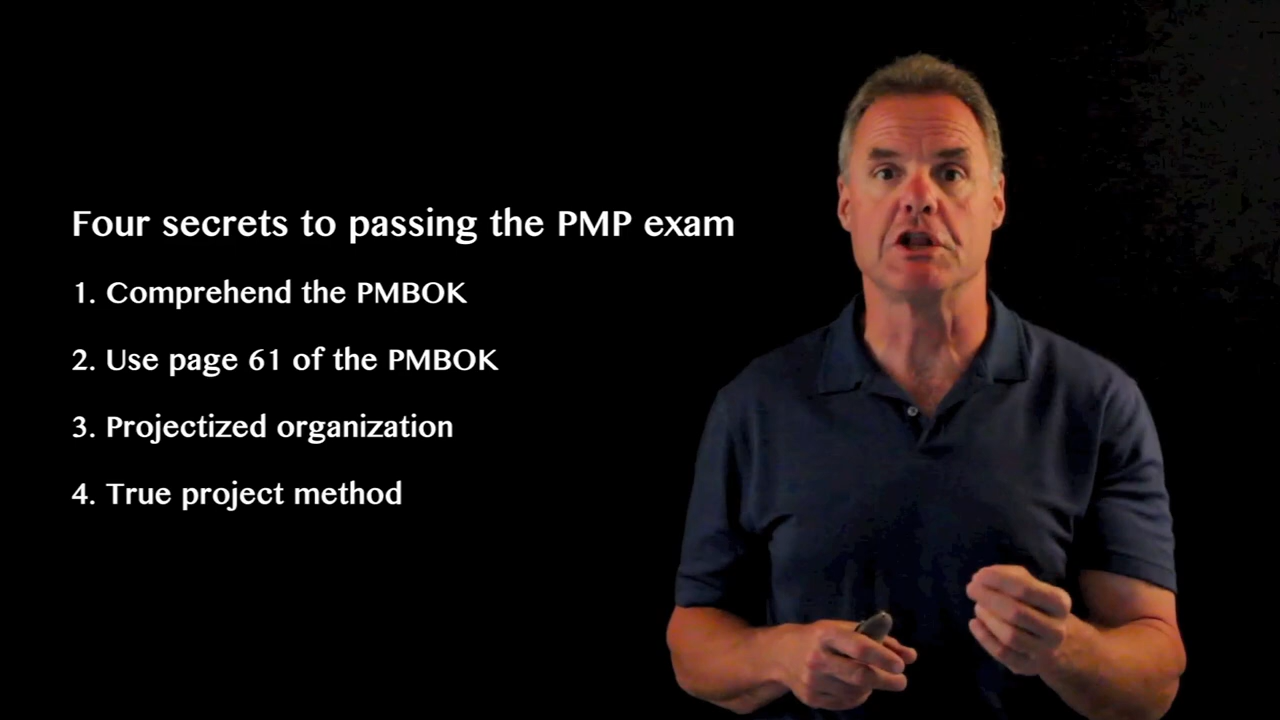 Four secrets to passing the PMP exam
1. Comprehend the PMBOK
2. Use page 61 of the PMBOK
3. Projectized organization
4. True project method